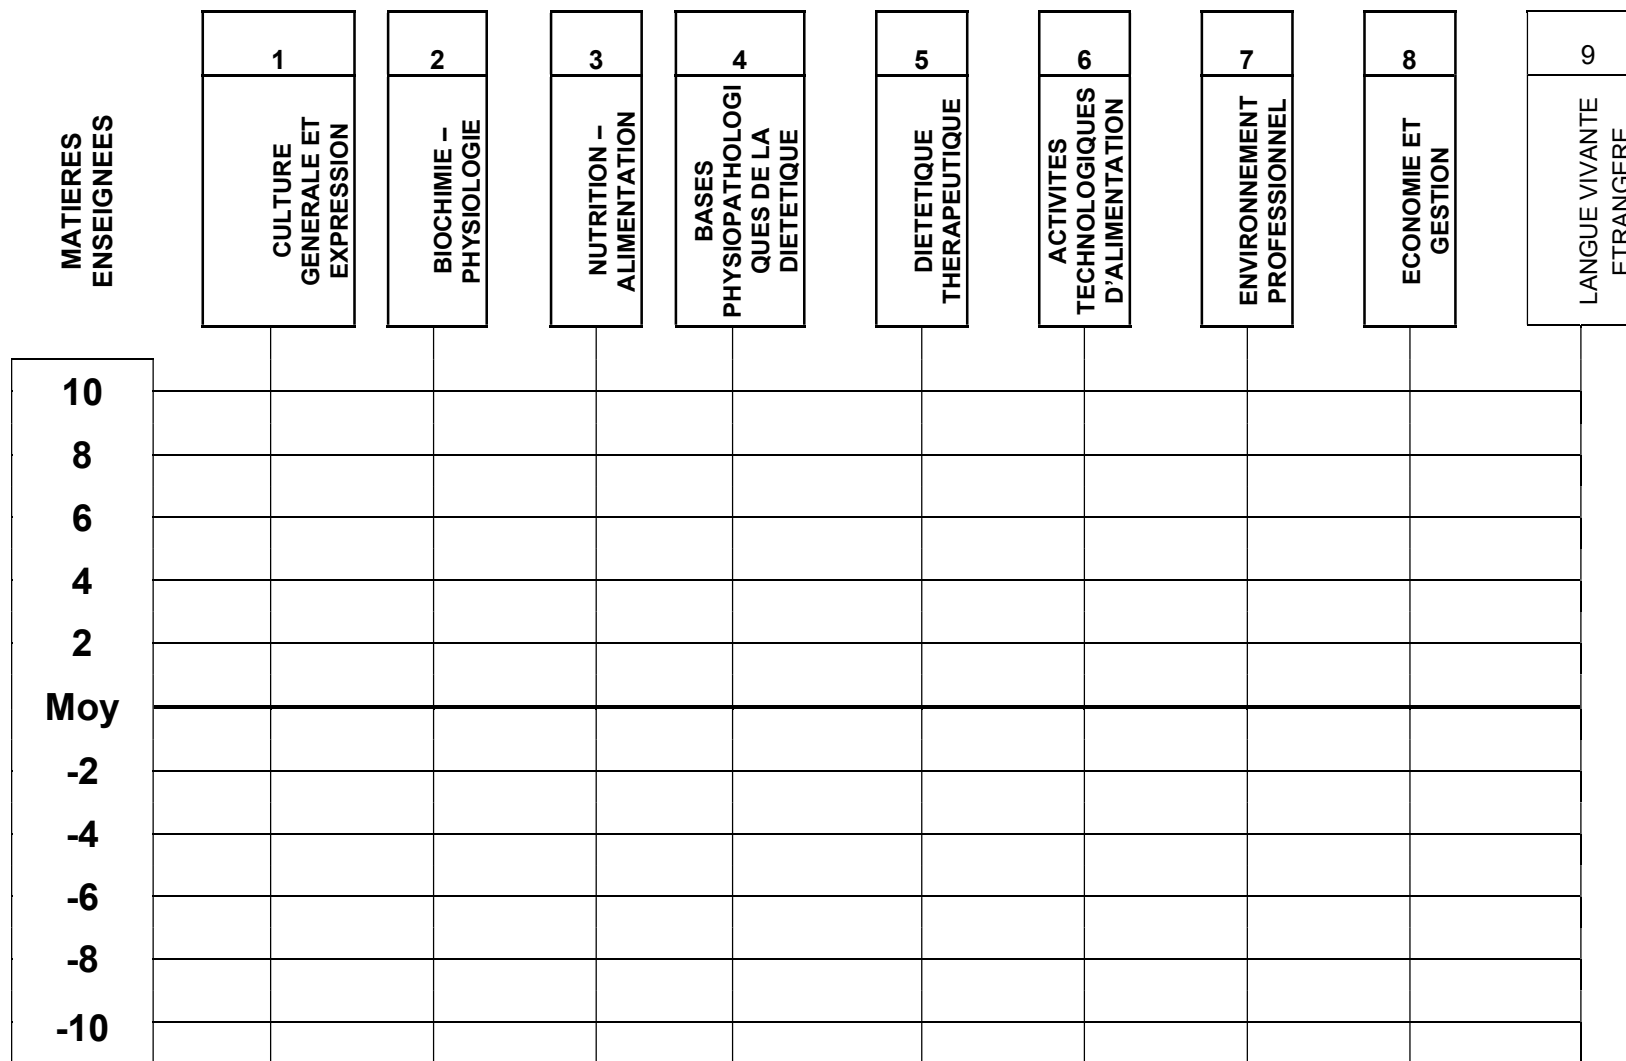 MATIERES
ENSEIGNEES
1
CULTURE
GENERALE ET
EXPRESSION
2
BIOCHIMIE –
PHYSIOLOGIE
3
NUTRITION –
ALIMENTATION
4
BASES
PHYSIOPATHOLOGI
QUES DE LA
DIETETIQUE
5
DIETETIQUE
THERAPEUTIQUE
6
ACTIVITES
TECHNOLOGIQUES
D’ALIMENTATION
7
ENVIRONNEMENT
PROFESSIONNEL
8
ECONOMIE ET
GESTION
9
LANGUE VIVANTE
ETRANGERE
10
8
6
4
2
Moy
-2
-4
-6
-8
-10